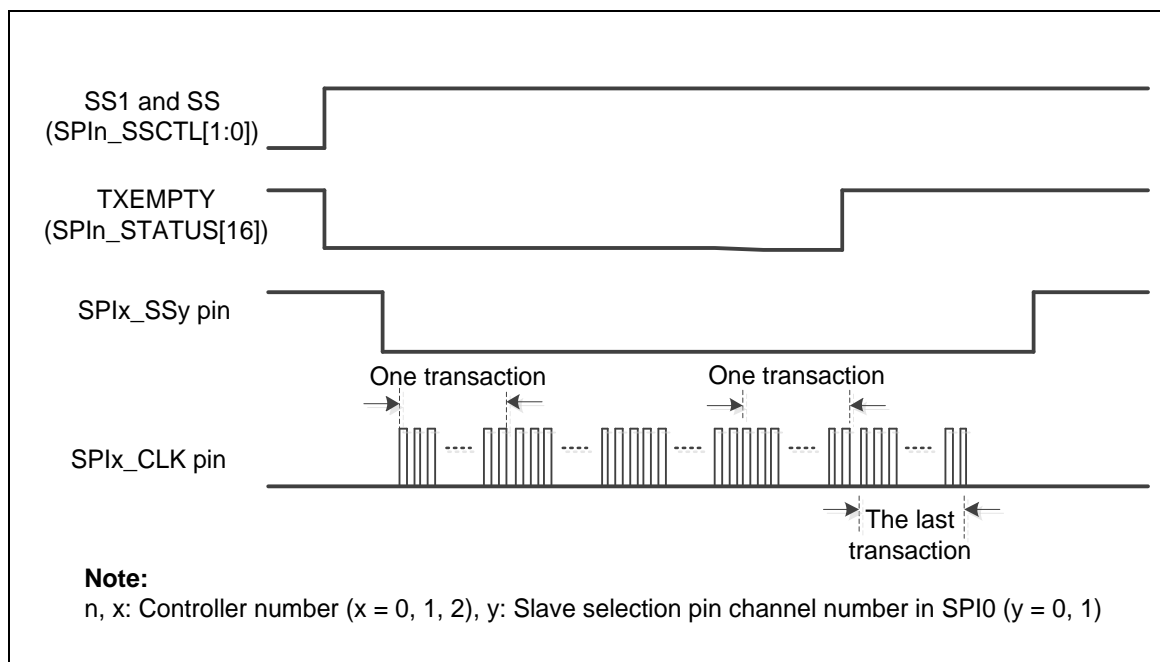 SS1 and SS
(SPIn_SSCTL[1:0])
TXEMPTY
(SPIn_STATUS[16])
SPIx_SSy pin
One transaction
One transaction
SPIx_CLK pin
The last
transaction
Note:
n, x: Controller number (x = 0, 1, 2), y: Slave selection pin channel number in SPI0 (y = 0, 1)